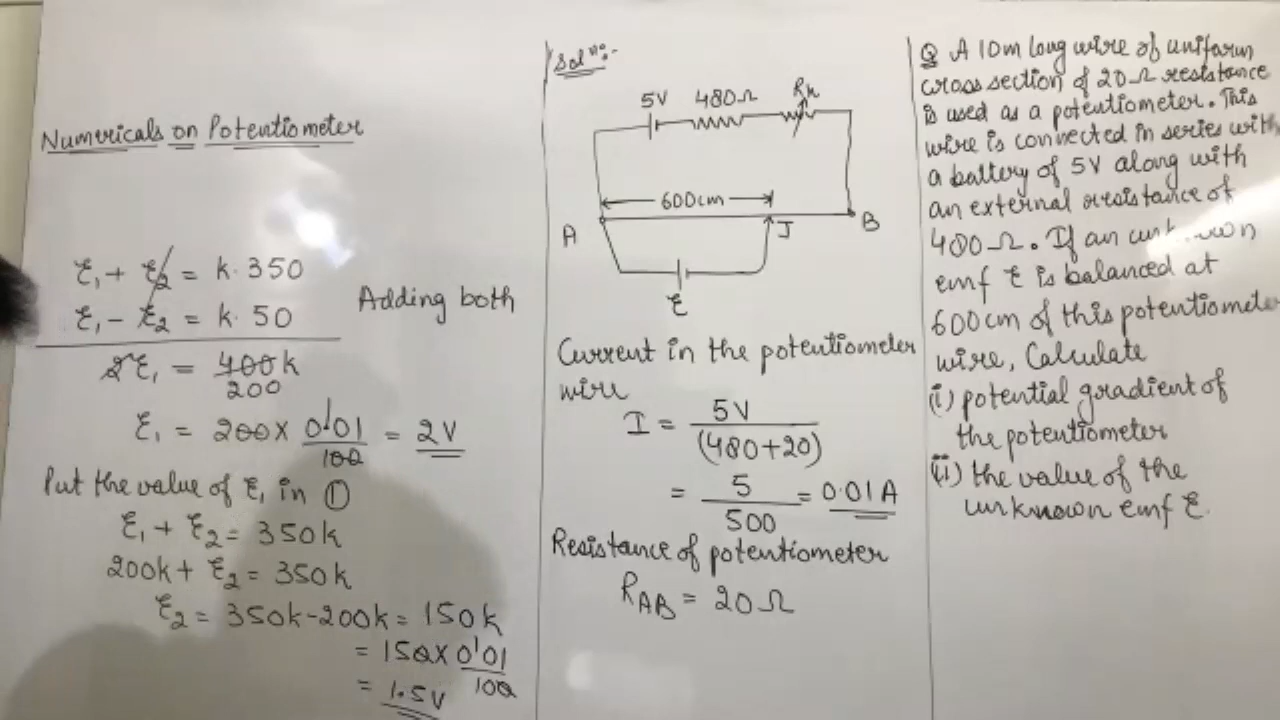 Numericals on Potentiometer
ε₁ + ε₂ = k. 350
ε₁ - ε₂ = k. 50
Adding both
2ε₁ = 400k
200
ε₁ = 200 x 0.01 = 2V
100
Put the value of ε₁ in ①
ε₁ + ε₂ = 350k
200k + ε₂ = 350k
ε₂ = 350k-200k = 150k
= 150 x 0.01
100
= 1.5V
Solⁿ:-
5V 480Ω Rh
600cm
A J B
ε
Current in the potentiometer
wire
I = 5V
(480+20)
= 5 = 0.01 A
500
Resistance of potentiometer
R_AB = 20Ω
Q A 10m long wire of uniform
cross section of 20Ω resistance
is used as a potentiometer. This
wire is connected in series with
a battery of 5V along with
an external resistance of
480Ω. If an
emf ε is balanced at
600cm of this potentiometer
wire, Calculate
(i) potential gradient of
the potentiometer
(ii) the value of the
unknown emf ε.